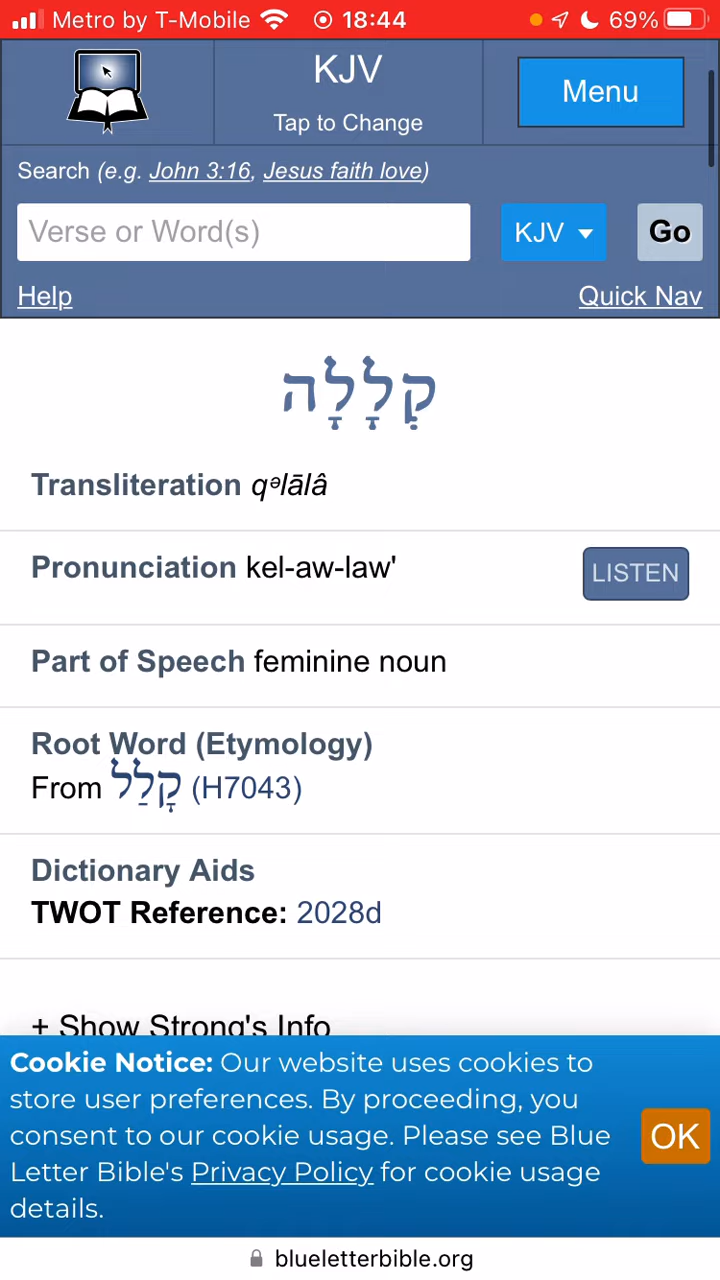 Metro by T-Mobile 18:44 69%
KJV
Tap to Change
Menu
Search (e.g. John 3:16, Jesus faith love)
Verse or Word(s)
KJV
Go
Help
Quick Nav
קְלָלָה
Transliteration qᵊlālâ
Pronunciation kel-aw-law'
LISTEN
Part of Speech feminine noun
Root Word (Etymology)
From קָלַל (H7043)
Dictionary Aids
TWOT Reference: 2028d
+ Show Strong's Info
Cookie Notice: Our website uses cookies to
store user preferences. By proceeding, you
consent to our cookie usage. Please see Blue
Letter Bible's Privacy Policy for cookie usage
details.
OK
blueletterbible.org